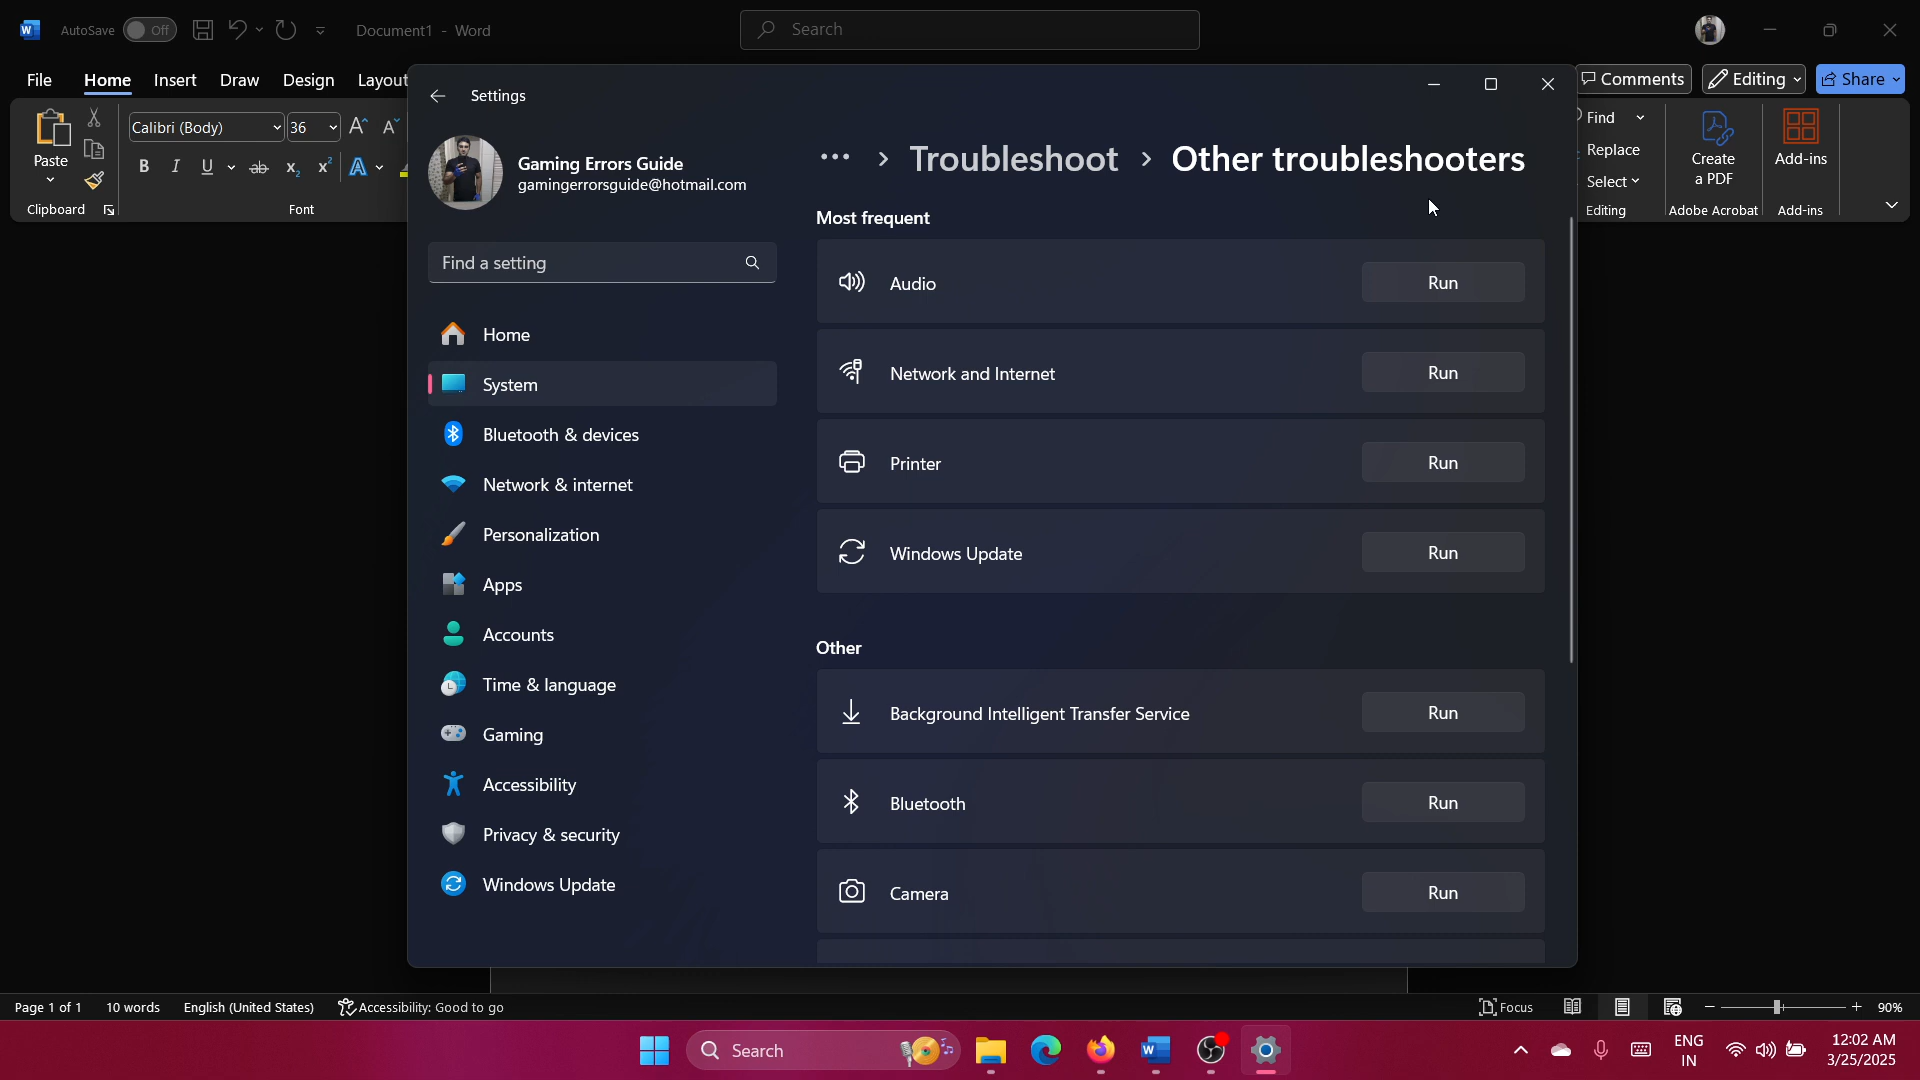 AutoSave Off Document1 - Word Search
File Home Insert Draw Design Layout Comments Editing Share
Settings
Paste
Clipboard
Calibri (Body) 36
B I U ab x₂ x² A
Font
Gaming Errors Guide
gamingerrorsguide@hotmail.com
Find a setting
Home
System
Bluetooth & devices
Network & internet
Personalization
Apps
Accounts
Time & language
Gaming
Accessibility
Privacy & security
Windows Update
... > Troubleshoot > Other troubleshooters
Most frequent
Audio Run
Network and Internet Run
Printer Run
Windows Update Run
Other
Background Intelligent Transfer Service Run
Bluetooth Run
Camera Run
Find
Replace
Select
Editing
Create
a PDF
Adobe Acrobat
Add-ins
Add-ins
Page 1 of 1 10 words English (United States) Accessibility: Good to go Focus 90%
Search
ENG
IN
12:02 AM
3/25/2025